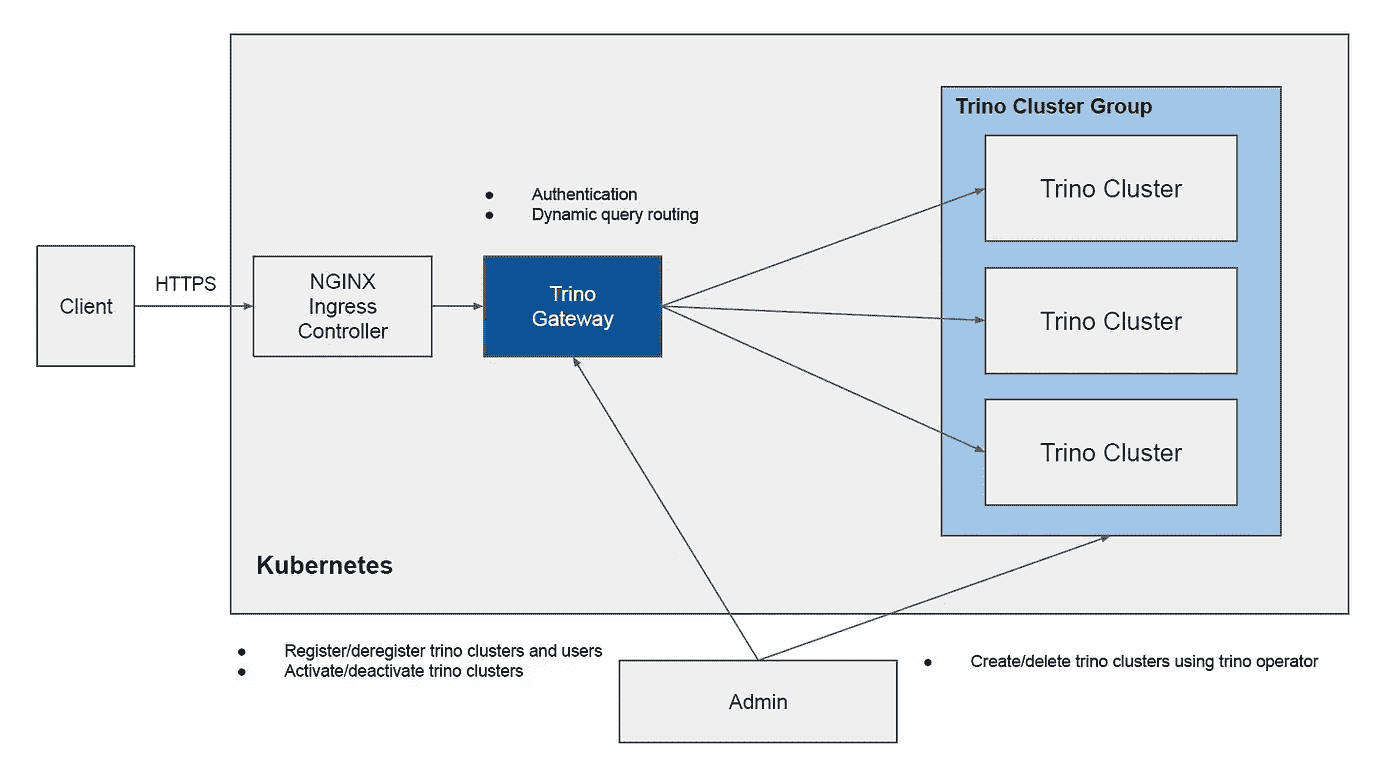 Trino Cluster Group
Trino Cluster
● Authentication
● Dynamic query routing
Client
HTTPS
NGINX
Ingress
Controller
Trino
Gateway
Trino Cluster
Trino Cluster
Kubernetes
● Register/deregister trino clusters and users
● Activate/deactivate trino clusters
Admin
● Create/delete trino clusters using trino operator